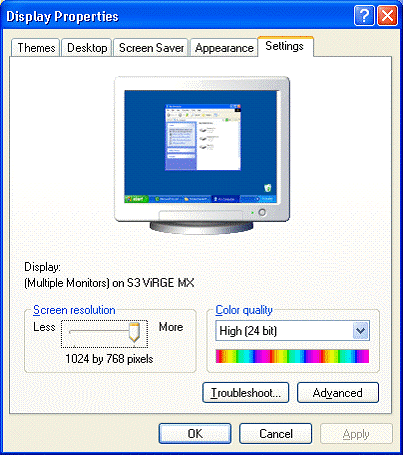 Display Properties
Themes Desktop Screen Saver Appearance Settings
start
Display:
(Multiple Monitors) on S3 ViRGE MX
Screen resolution
Less More
1024 by 768 pixels
Color quality
High (24 bit)
Troubleshoot... Advanced
OK Cancel Apply